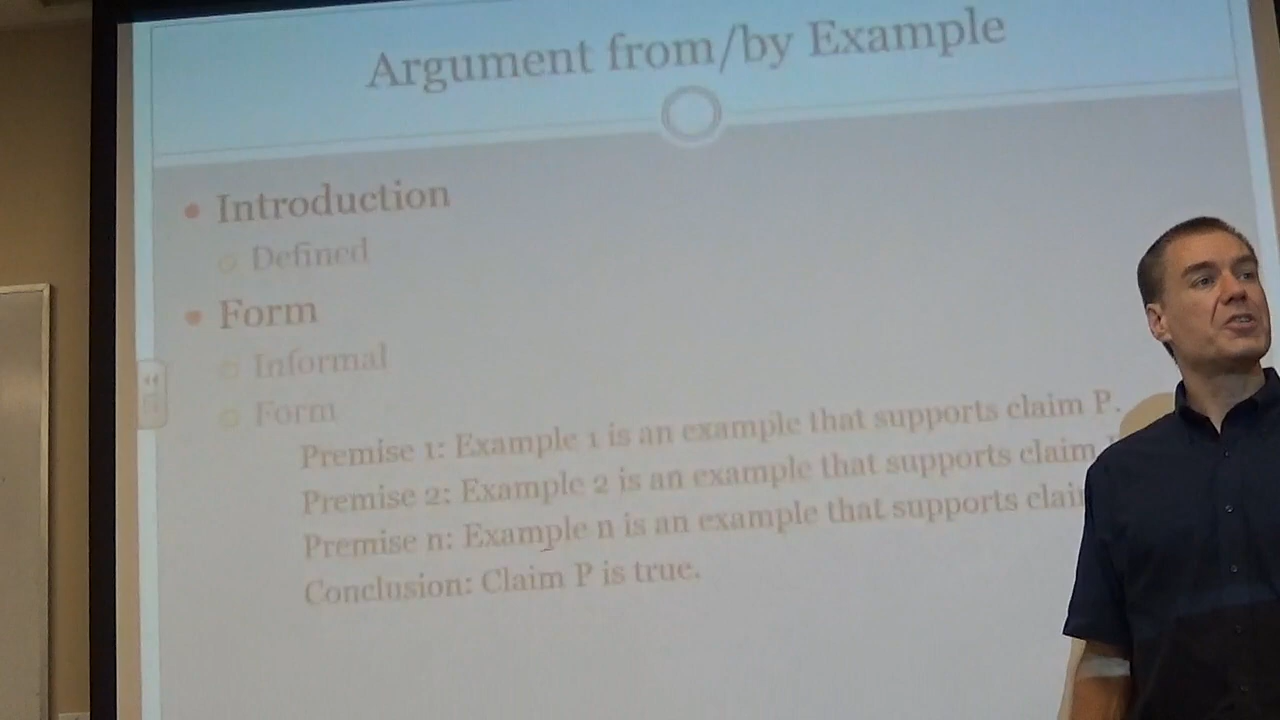 Argument from/by Example
Introduction
Defined
Form
Informal
Form
Premise 1: Example 1 is an example that supports claim P.
Premise 2: Example 2 is an example that supports claim
Premise n: Example n is an example that supports
Conclusion: Claim P is true.